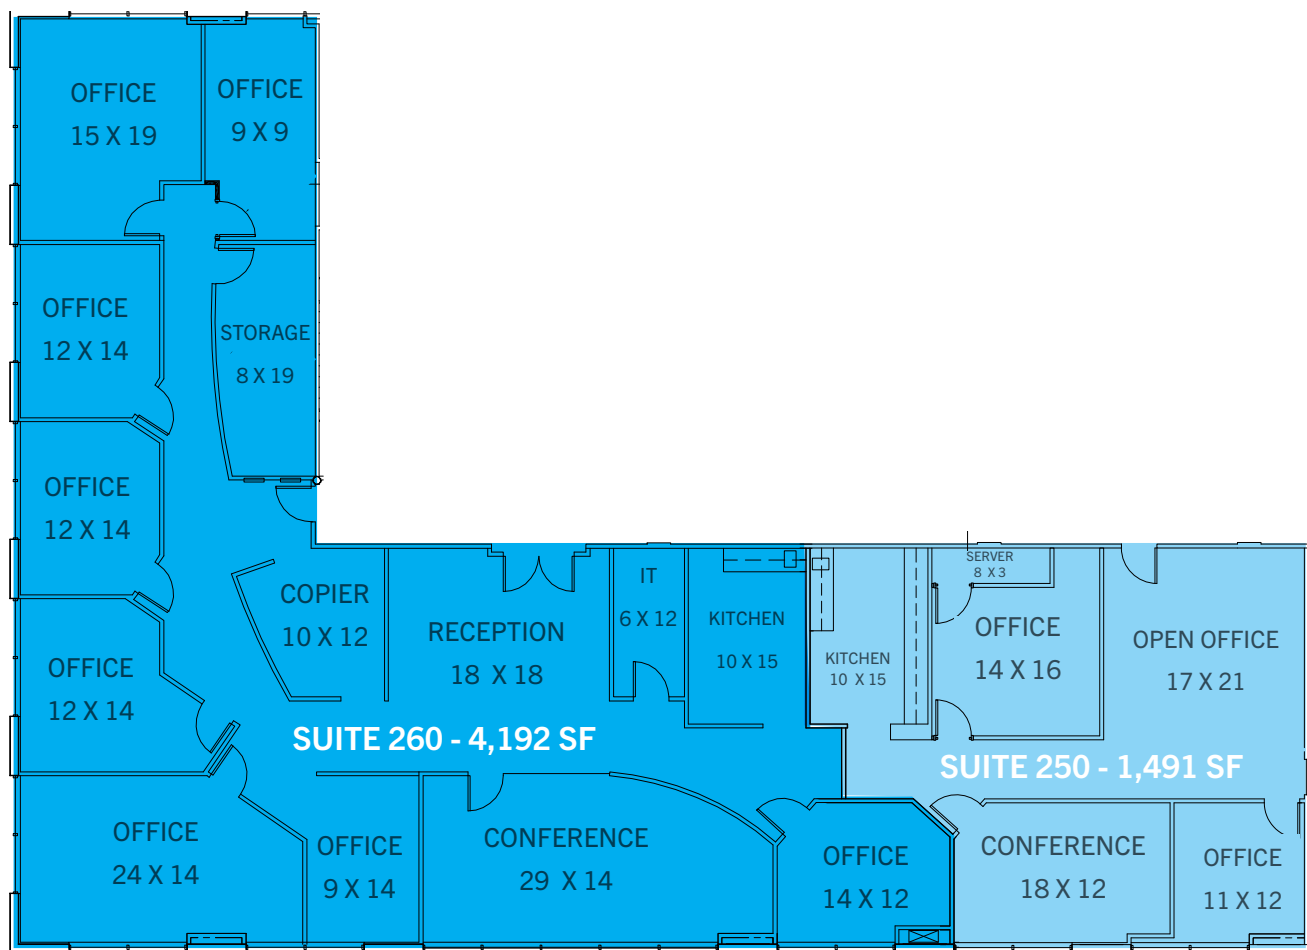 OFFICE
15 X 19
OFFICE
9 X 9
OFFICE
12 X 14
STORAGE
8 X 19
OFFICE
12 X 14
OFFICE
12 X 14
COPIER
10 X 12
RECEPTION
18 X 18
IT
6 X 12
KITCHEN
10 X 15
KITCHEN
10 X 15
SERVER
8 X 3
OFFICE
14 X 16
OPEN OFFICE
17 X 21
SUITE 260 - 4,192 SF
SUITE 250 - 1,491 SF
OFFICE
24 X 14
OFFICE
9 X 14
CONFERENCE
29 X 14
OFFICE
14 X 12
CONFERENCE
18 X 12
OFFICE
11 X 12